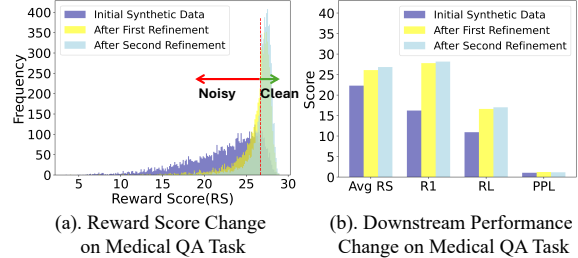 400
350
300
250
200
150
100
50
0
Frequency
Initial Synthetic Data
After First Refinement
After Second Refinement
Noisy
Clean
5
10
15
20
25
30
Reward Score(RS)
(a). Reward Score Change
on Medical QA Task
40
35
30
25
20
15
10
5
0
Score
Initial Synthetic Data
After First Refinement
After Second Refinement
Avg RS
R1
RL
PPL
(b). Downstream Performance
Change on Medical QA Task